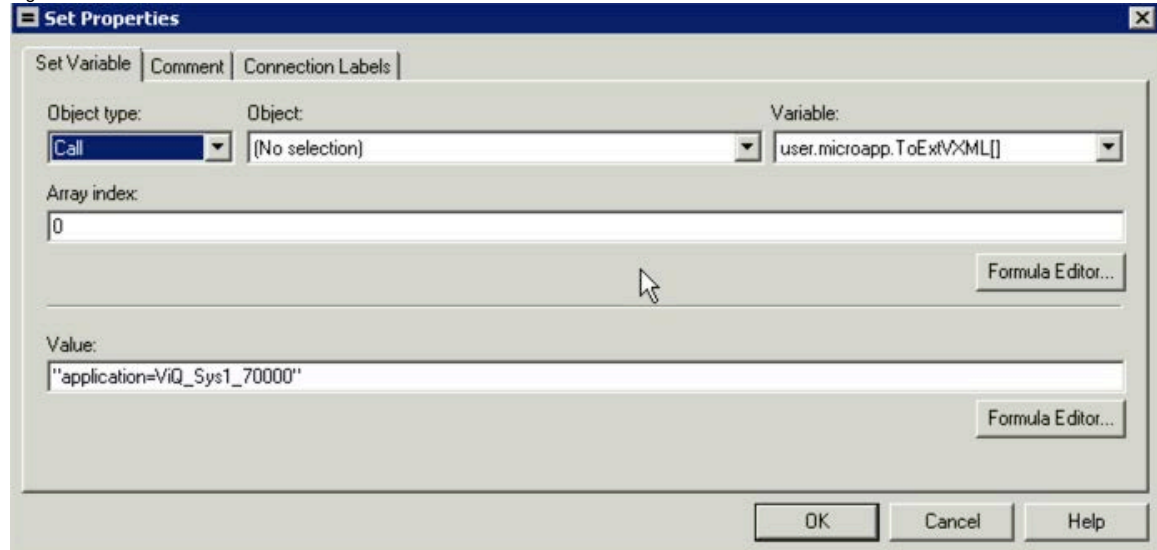 Set Properties
Set Variable Comment Connection Labels
Object type: Object: Variable:
Call (No selection) user.microapp.ToExtVXML[]
Array index:
0
Formula Editor...
Value:
"application=ViQ_Sys1_70000"
Formula Editor...
OK Cancel Help